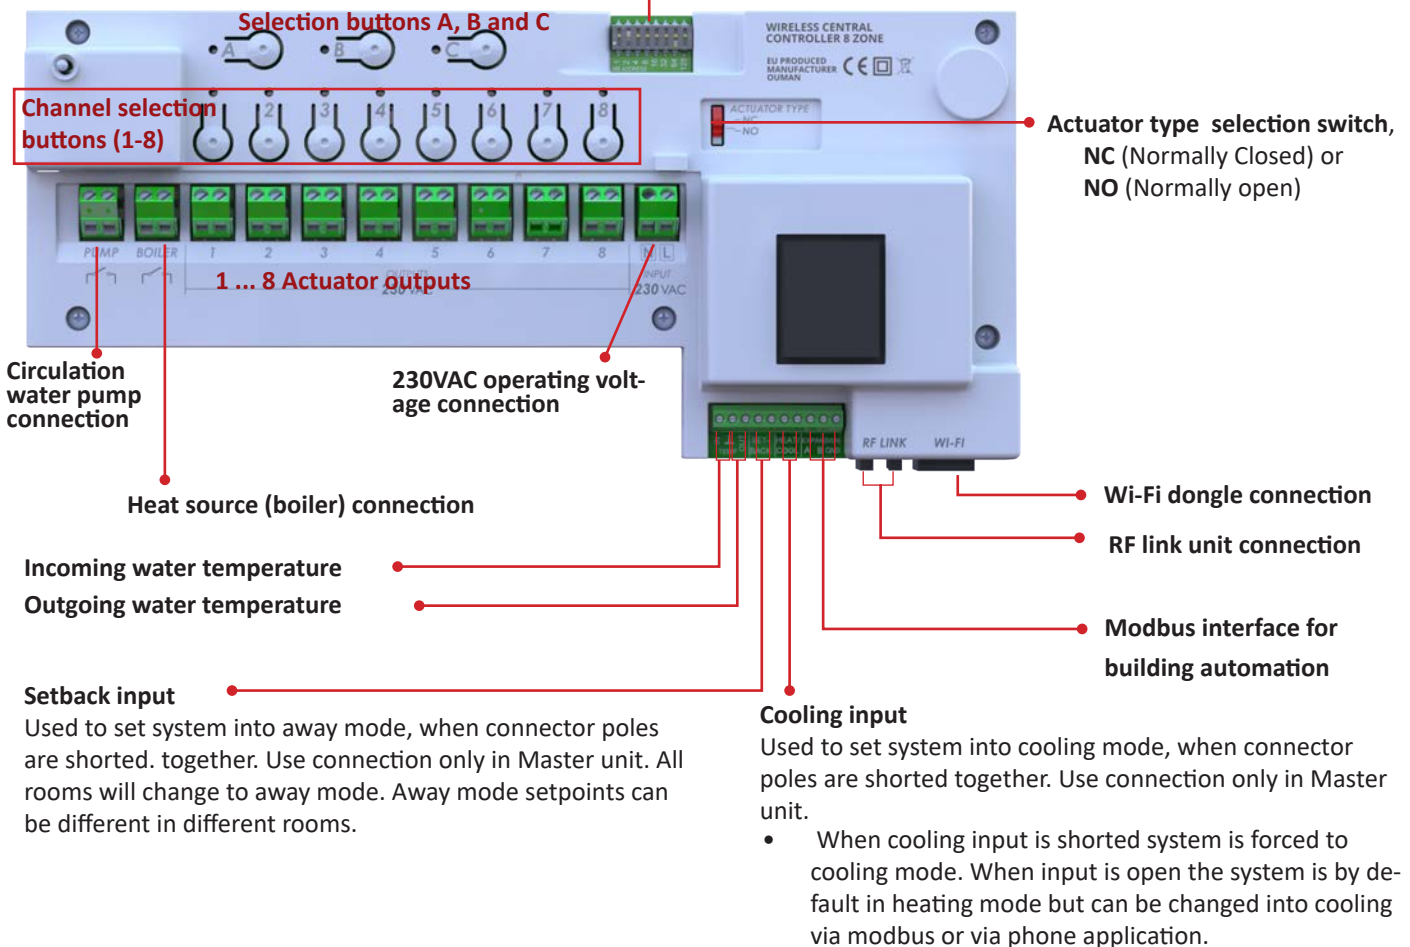 Selection buttons A, B and C
A
B
C
WIRELESS CENTRAL
CONTROLLER 8 ZONE
EU PRODUCED
MANUFACTURER
OUMAN
CE
Channel selection
buttons (1-8)
2
3
4
5
6
7
8
ACTUATOR TYPE
NC
NO
Actuator type selection switch,
NC (Normally Closed) or
NO (Normally open)
PUMP
BOILER
1
2
3
4
5
6
7
8
N L
1 ... 8 Actuator outputs
OUTPUTS
230 VAC
INPUT
230 VAC
Circulation
water pump
connection
230VAC operating volt-
age connection
RF LINK
WI-FI
Heat source (boiler) connection
Wi-Fi dongle connection
RF link unit connection
Incoming water temperature
Outgoing water temperature
Modbus interface for
building automation
Setback input
Used to set system into away mode, when connector poles
are shorted. together. Use connection only in Master unit. All
rooms will change to away mode. Away mode setpoints can
be different in different rooms.
Cooling input
Used to set system into cooling mode, when connector
poles are shorted together. Use connection only in Master
unit.
• When cooling input is shorted system is forced to
cooling mode. When input is open the system is by de-
fault in heating mode but can be changed into cooling
via modbus or via phone application.